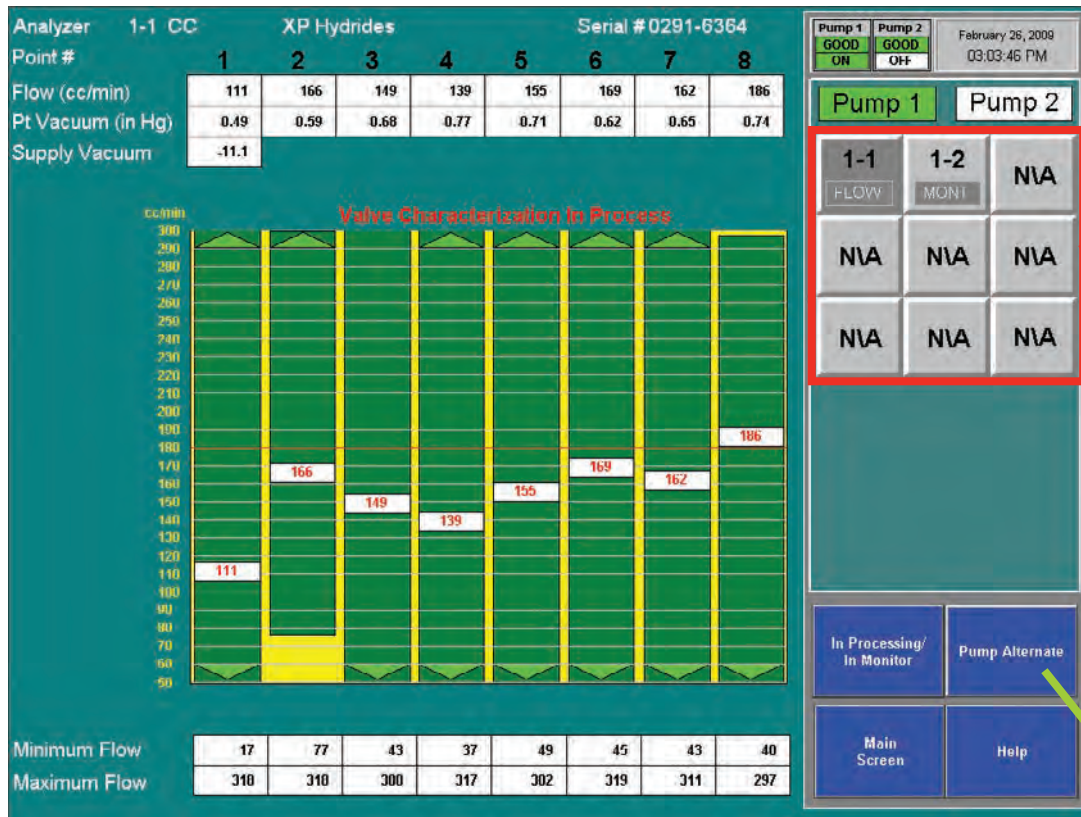 Analyzer 1-1 CC XP Hydrides Serial # 0291-6364
Point # 1 2 3 4 5 6 7 8
Flow (cc/min) 111 166 149 139 155 169 162 186
Pt Vacuum (in Hg) 0.49 0.59 0.68 0.77 0.71 0.62 0.65 0.74
Supply Vacuum -11.1
cc/min Valve Characterization In Process
300
290
280
270
260
250
240
230
220
210
200
190
180
170
160
150
140
130
120
110
100
90
80
70
60
50
111
166
149
139
155
169
162
186
Minimum Flow 17 77 43 37 49 45 43 40
Maximum Flow 310 310 300 317 302 319 311 297
Pump 1 Pump 2
GOOD GOOD
ON OFF
February 26, 2009
03:03:46 PM
Pump 1 Pump 2
1-1 1-2 N\A
FLOW MONT
N\A N\A N\A
N\A N\A N\A
In Processing/
In Monitor
Pump Alternate
Main
Screen
Help